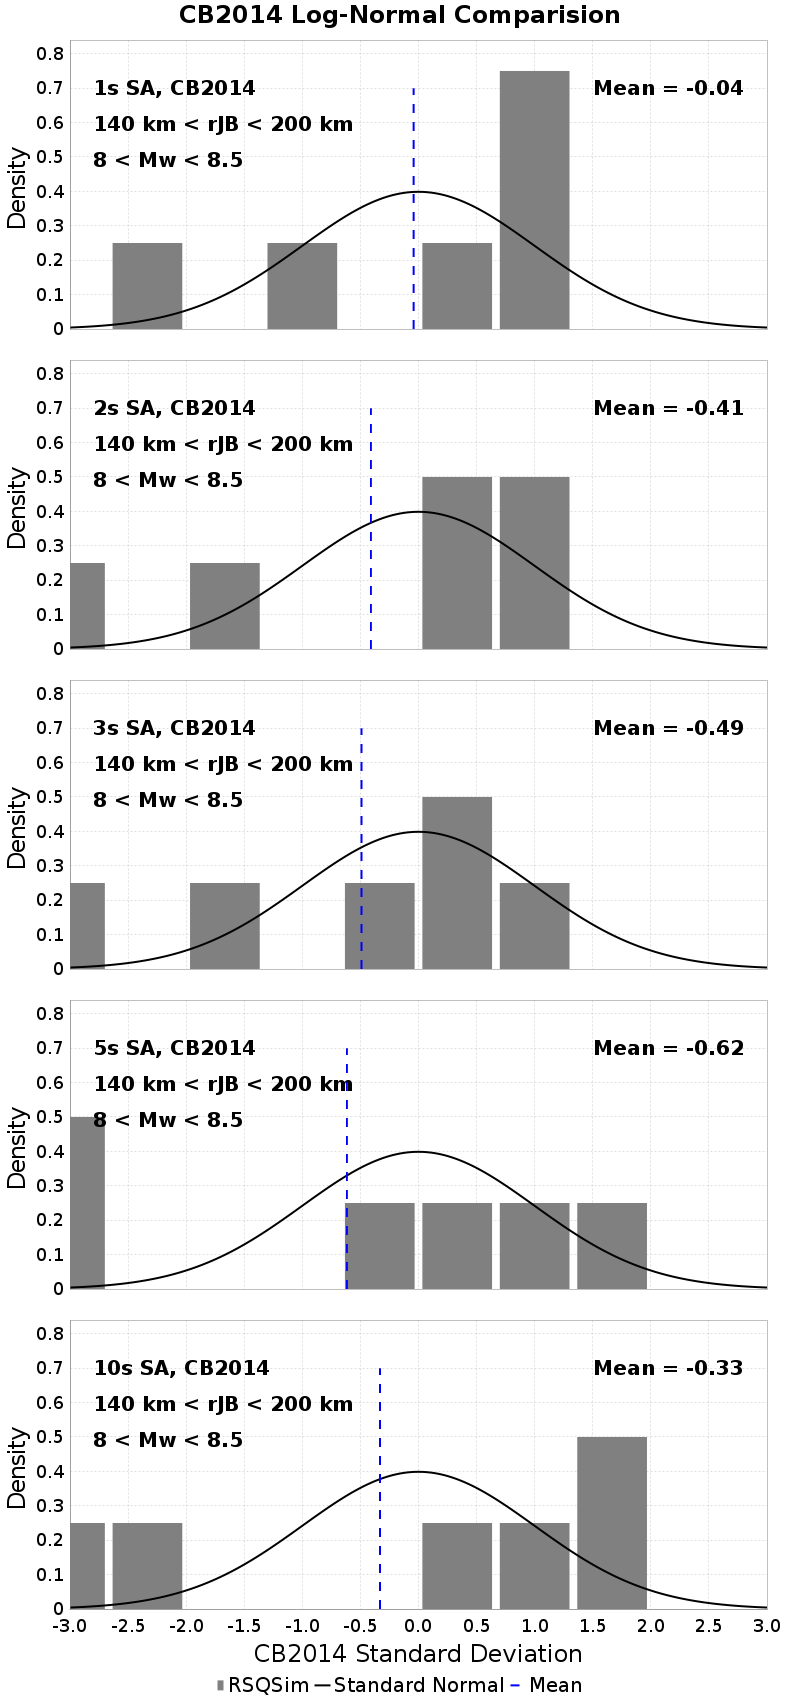 CB2014 Log-Normal Comparision
0.8
0.7
0.6
0.5
0.4
0.3
0.2
0.1
0
Density
1s SA, CB2014
140 km < rJB < 200 km
8 < Mw < 8.5
Mean = -0.04
0.8
0.7
0.6
0.5
0.4
0.3
0.2
0.1
0
Density
2s SA, CB2014
140 km < rJB < 200 km
8 < Mw < 8.5
Mean = -0.41
0.8
0.7
0.6
0.5
0.4
0.3
0.2
0.1
0
Density
3s SA, CB2014
140 km < rJB < 200 km
8 < Mw < 8.5
Mean = -0.49
0.8
0.7
0.6
0.5
0.4
0.3
0.2
0.1
0
Density
5s SA, CB2014
140 km < rJB < 200 km
8 < Mw < 8.5
Mean = -0.62
0.8
0.7
0.6
0.5
0.4
0.3
0.2
0.1
0
Density
10s SA, CB2014
140 km < rJB < 200 km
8 < Mw < 8.5
Mean = -0.33
-3.0 -2.5 -2.0 -1.5 -1.0 -0.5 0.0 0.5 1.0 1.5 2.0 2.5 3.0
CB2014 Standard Deviation
RSQSim Standard Normal Mean